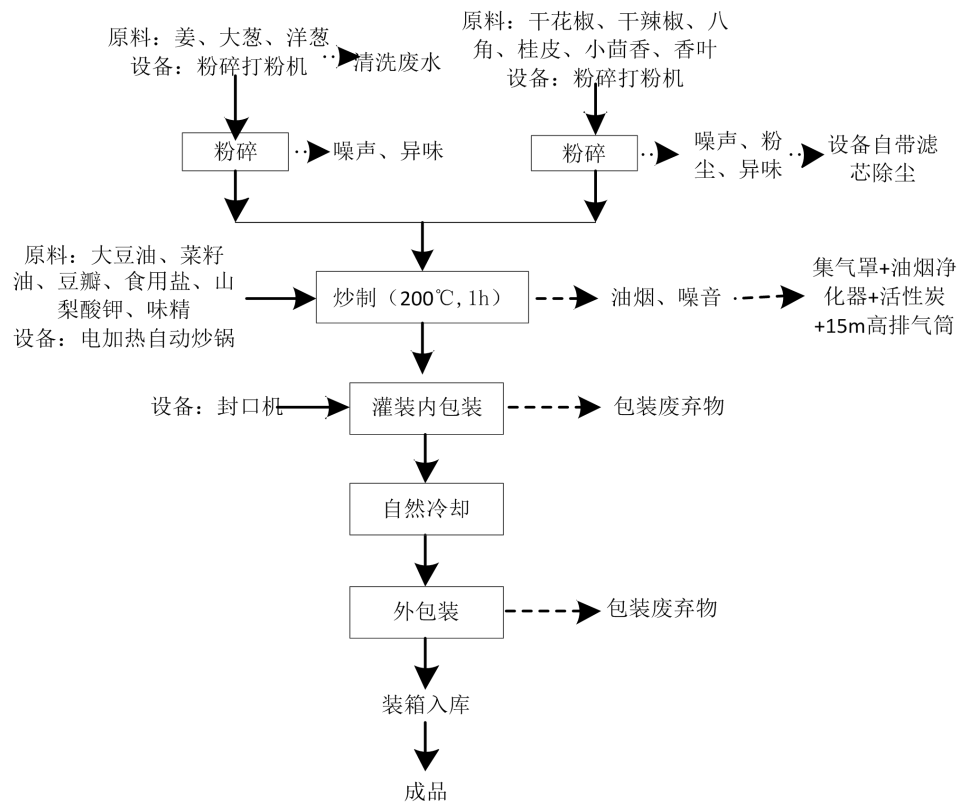 原料：姜、大葱、洋葱
设备：粉碎打粉机
清洗废水
原料：干花椒、干辣椒、八
角、桂皮、小茴香、香叶
设备：粉碎打粉机
粉碎
噪声、异味
粉碎
噪声、粉
尘、异味
设备自带滤
芯除尘
原料：大豆油、菜籽
油、豆瓣、食用盐、山
梨酸钾、味精
设备：电加热自动炒锅
炒制（200℃,1h）
油烟、噪音
集气罩+油烟净
化器+活性炭
+15m高排气筒
设备：封口机
灌装内包装
包装废弃物
自然冷却
外包装
包装废弃物
装箱入库
成品